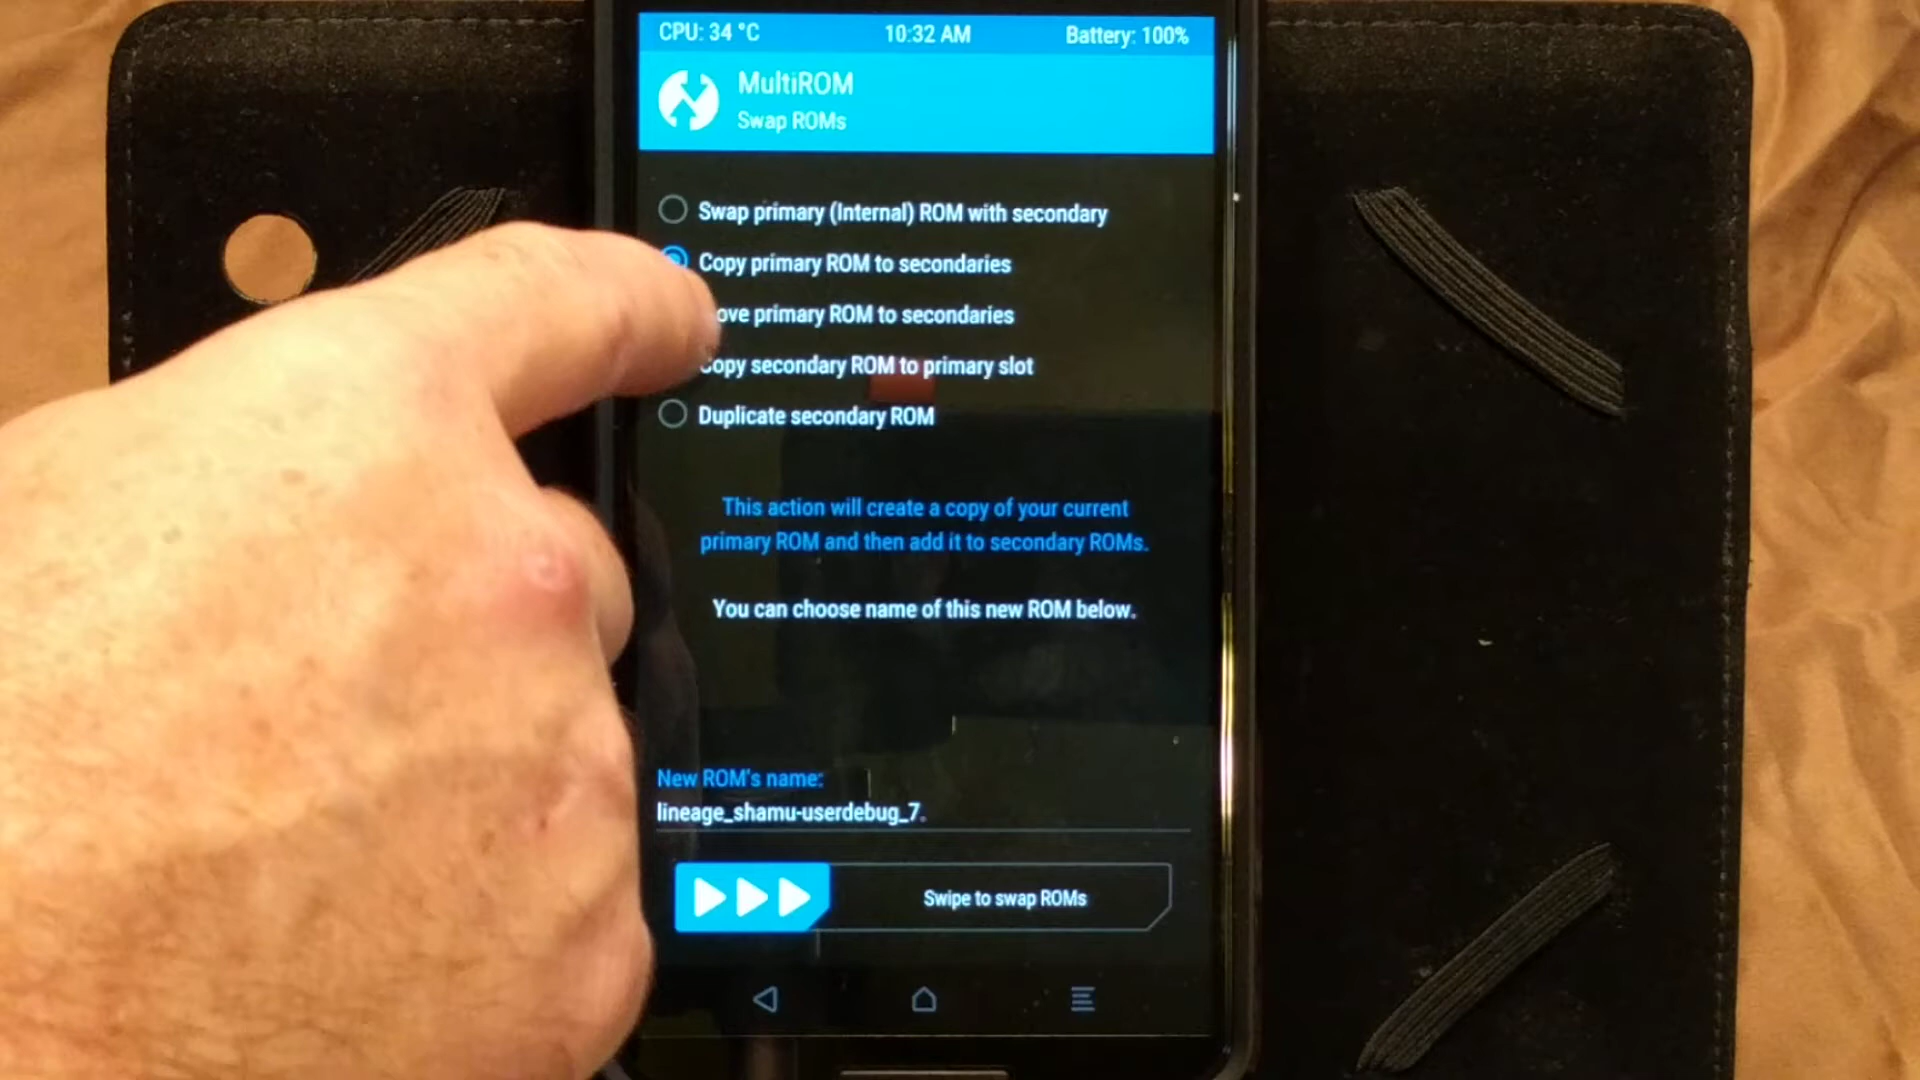 CPU: 34 °C 10:32 AM Battery: 100%
MultiROM
Swap ROMs
Swap primary (Internal) ROM with secondary
Copy primary ROM to secondaries
ove primary ROM to secondaries
Copy secondary ROM to primary slot
Duplicate secondary ROM
This action will create a copy of your current
primary ROM and then add it to secondary ROMs.
You can choose name of this new ROM below.
New ROM's name:
lineage_shamu-userdebug_7.
Swipe to swap ROMs